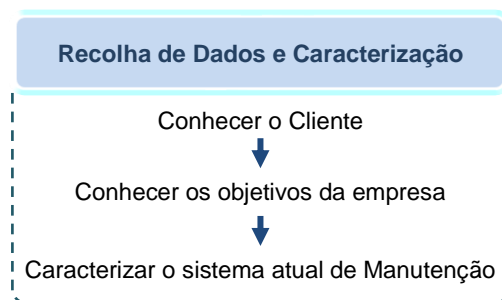 Recolha de Dados e Caracterização
Conhecer o Cliente
Conhecer os objetivos da empresa
Caracterizar o sistema atual de Manutenção